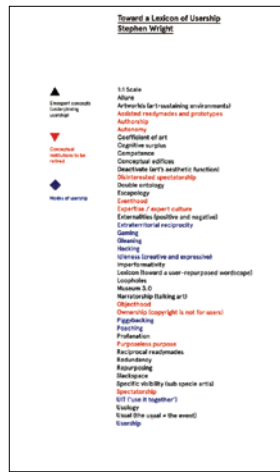 Toward a Lexicon of Usership
Stephen Wright
Emergent concepts
(underpinning
usership)
Conceptual
institutions to be
retired
Modes of usership
1:1 Scale
Allure
Artworlds (art-sustaining environments)
Assisted readymades and prototypes
Authorship
Autonomy
Coefficient of art
Cognitive surplus
Competence
Conceptual edifices
Deactivate (art's aesthetic function)
Disinterested spectatorship
Double ontology
Escapology
Eventhood
Expertise / expert culture
Externalities (positive and negative)
Extraterritorial reciprocity
Gaming
Gleaning
Hacking
Idleness (creative and expressive)
Imperformativity
Lexicon (toward a user-repurposed wordscape)
Loopholes
Museum 3.0
Narratorship (talking art)
Objecthood
Ownership (copyright is not for users)
Piggybacking
Poaching
Profanation
Purposeless purpose
Reciprocal readymades
Redundancy
Repurposing
Slackspace
Specific visibility (sub specie artis)
Spectatorship
UIT ('use it together')
Usology
Usual (the usual ≠ the event)
Usership